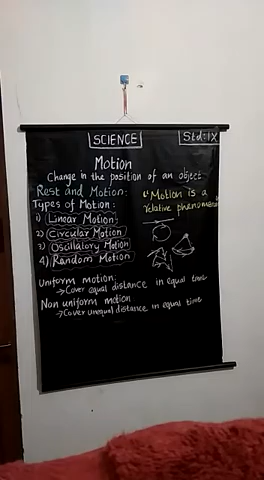 SCIENCE
Std:IX
Motion
Change in the position of an object
Rest and Motion:
"Motion is a
relative phenomenon
Types of Motion:
1) Linear Motion
2) Circular Motion
3) Oscillatory Motion
4) Random Motion
Uniform motion:
→ Cover equal distance in equal time
Non uniform motion
→ Cover unequal distance in equal time